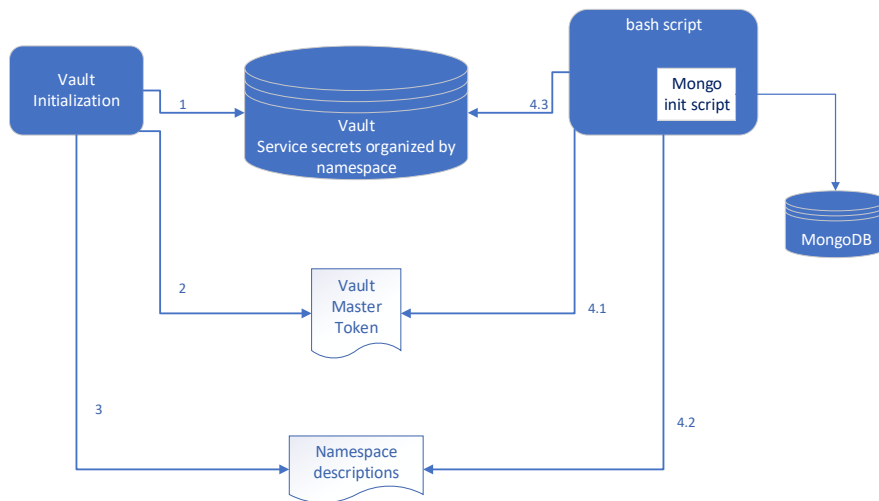 Vault
Initialization
1
Vault
Service secrets organized by
namespace
4.3
bash script
Mongo
init script
MongoDB
2
Vault
Master
Token
4.1
3
Namespace
descriptions
4.2